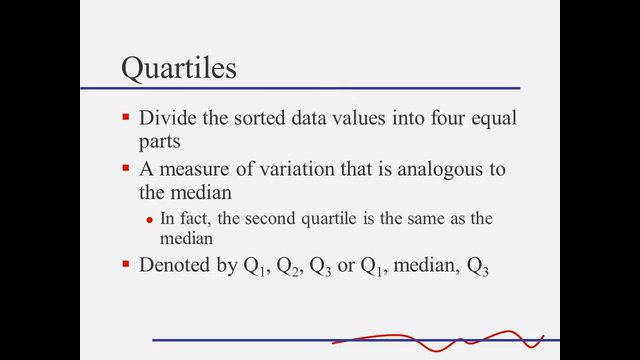 Quartiles
Divide the sorted data values into four equal
parts
A measure of variation that is analogous to
the median
In fact, the second quartile is the same as the
median
Denoted by Q₁, Q₂, Q₃ or Q₁, median, Q₃